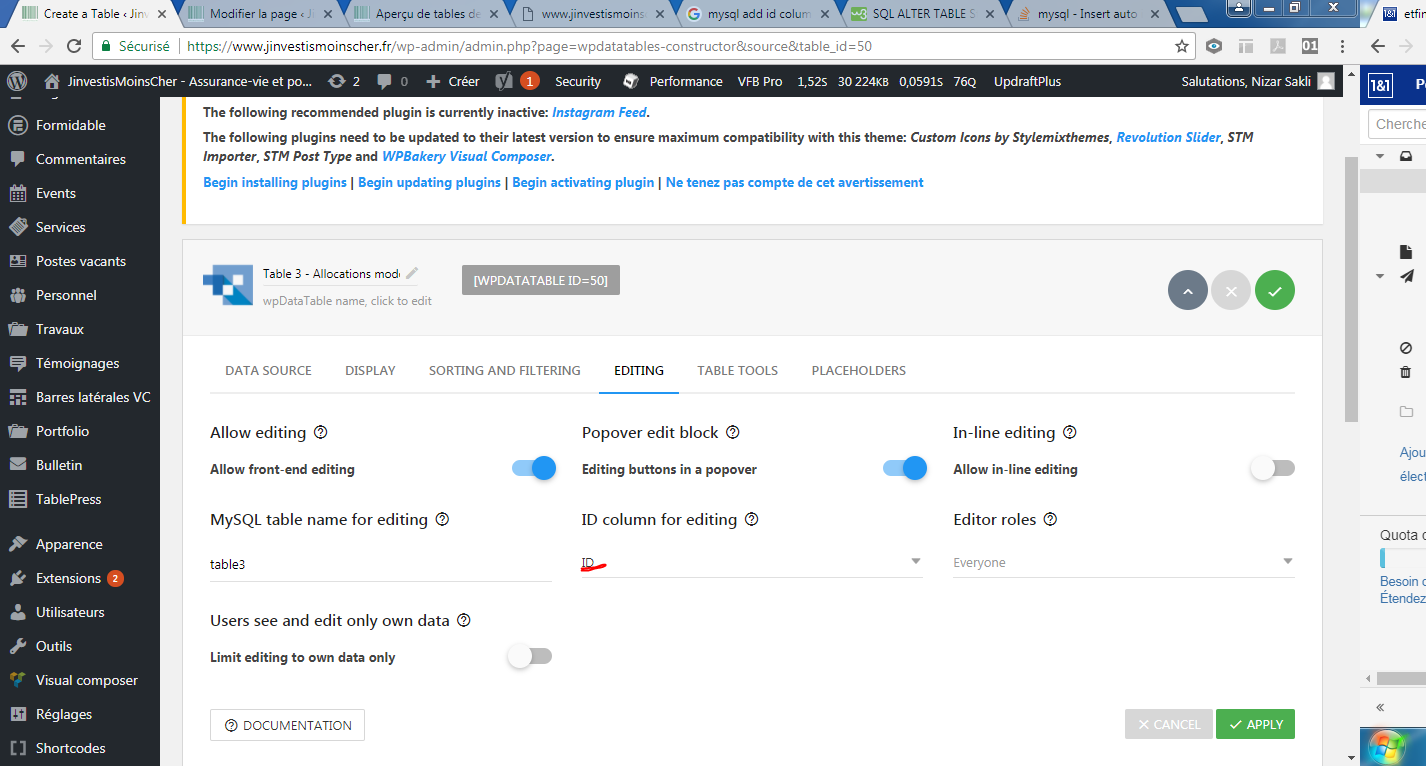 Create a Table ‹ Jinv
Modifier la page ‹ Ji
Aperçu de tables de
www.jinvestismoins
mysql add id colum
SQL ALTER TABLE S
mysql - Insert auto
etfin
Sécurisé
https://www.jinvestismoinscher.fr/wp-admin/admin.php?page=wpdatatables-constructor&source&table_id=50
01
JinvestisMoinsCher - Assurance-vie et po...
2
0
Créer
1
Security
Performance
VFB Pro
1,52S
30 224KB
0,0591S
76Q
UpdraftPlus
Salutations, Nizar Sakli
1&1
Cherche
Formidable
Commentaires
Events
Services
Postes vacants
Personnel
Travaux
Témoignages
Barres latérales VC
Portfolio
Bulletin
TablePress
Apparence
Extensions 2
Utilisateurs
Outils
Visual composer
Réglages
Shortcodes
The following recommended plugin is currently inactive: Instagram Feed.
The following plugins need to be updated to their latest version to ensure maximum compatibility with this theme: Custom Icons by Stylemixthemes, Revolution Slider, STM
Importer, STM Post Type and WPBakery Visual Composer.
Begin installing plugins | Begin updating plugins | Begin activating plugin | Ne tenez pas compte de cet avertissement
Table 3 - Allocations mode
wpDataTable name, click to edit
[WPDATATABLE ID=50]
DATA SOURCE
DISPLAY
SORTING AND FILTERING
EDITING
TABLE TOOLS
PLACEHOLDERS
Allow editing
Popover edit block
In-line editing
Allow front-end editing
Editing buttons in a popover
Allow in-line editing
MySQL table name for editing
ID column for editing
Editor roles
table3
ID
Everyone
Users see and edit only own data
Limit editing to own data only
DOCUMENTATION
CANCEL
APPLY
Ajou
élect
Quota d
Besoin d
Étendez